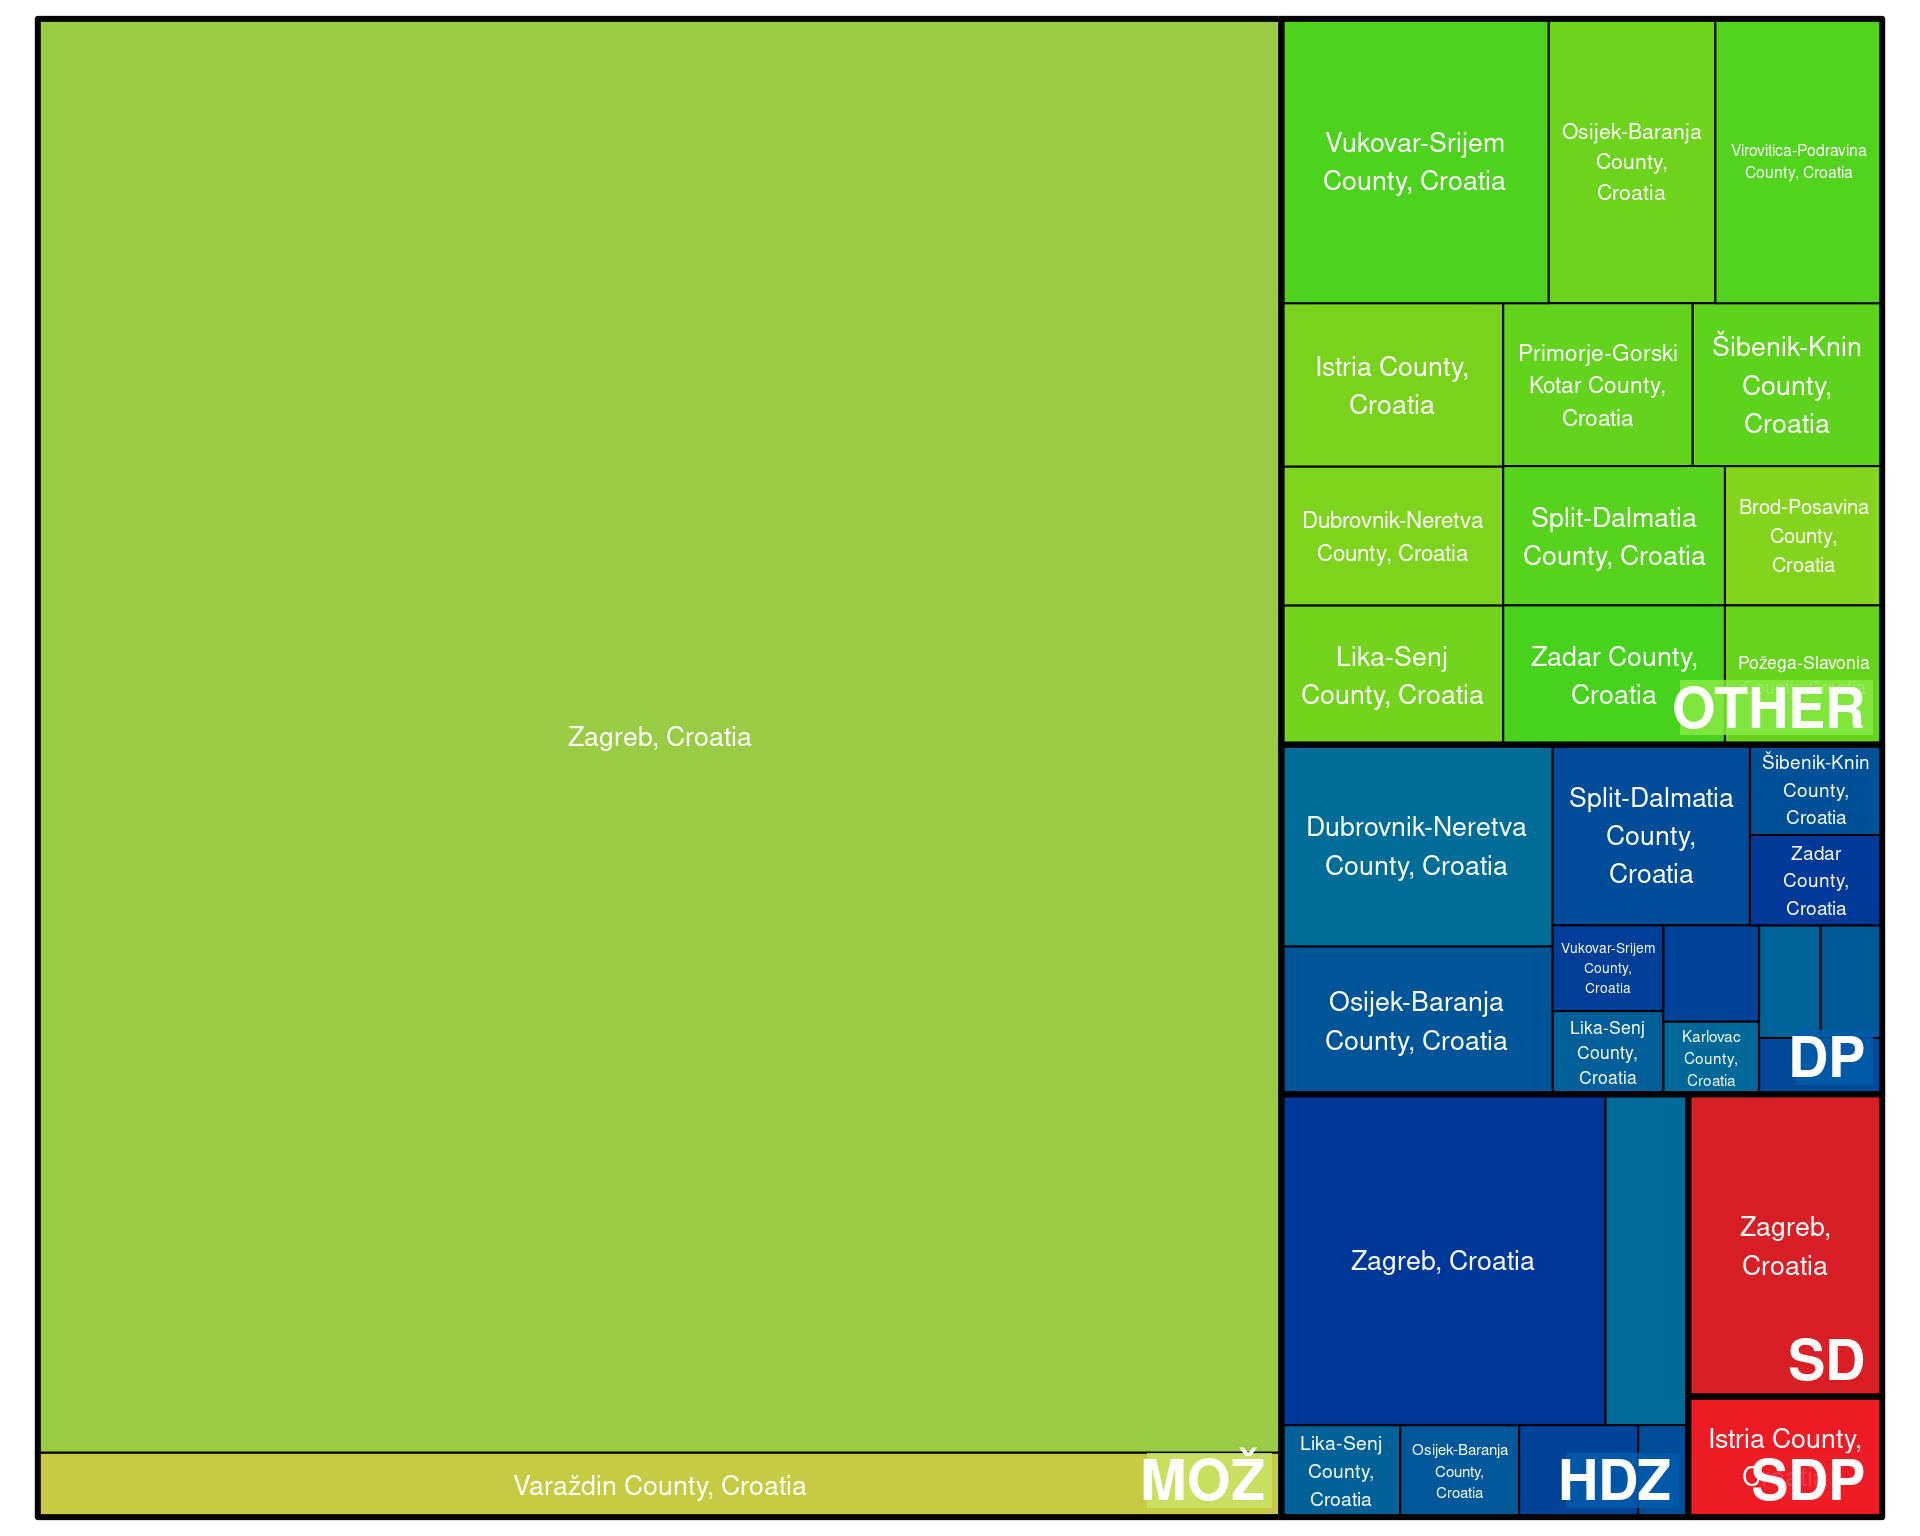 Zagreb, Croatia
Varaždin County, Croatia
MOŽ
Vukovar-Srijem
County, Croatia
Osijek-Baranja
County,
Croatia
Virovitica-Podravina
County, Croatia
Istria County,
Croatia
Primorje-Gorski
Kotar County,
Croatia
Šibenik-Knin
County,
Croatia
Dubrovnik-Neretva
County, Croatia
Split-Dalmatia
County, Croatia
Brod-Posavina
County,
Croatia
Lika-Senj
County, Croatia
Zadar County,
Croatia
Požega-Slavonia
OTHER
Dubrovnik-Neretva
County, Croatia
Osijek-Baranja
County, Croatia
Split-Dalmatia
County,
Croatia
Šibenik-Knin
County,
Croatia
Zadar
County,
Croatia
Vukovar-Srijem
County,
Croatia
Lika-Senj
County,
Croatia
Karlovac
County,
Croatia
DP
Zagreb, Croatia
Lika-Senj
County,
Croatia
Osijek-Baranja
County,
Croatia
HDZ
Zagreb,
Croatia
SD
Istria County,
SDP